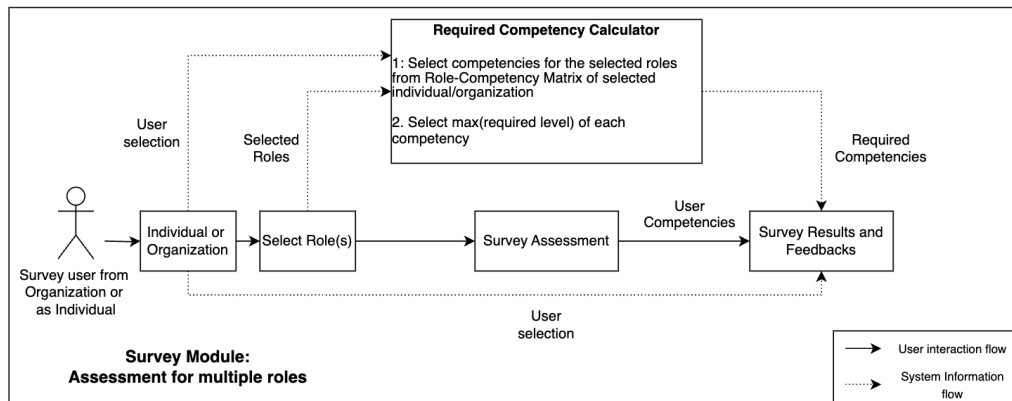 Required Competency Calculator
1: Select competencies for the selected roles
from Role-Competency Matrix of selected
individual/organization
2. Select max(required level) of each
competency
User
selection
Selected
Roles
Required
Competencies
User
Competencies
Individual or
Organization
Select Role(s)
Survey Assessment
Survey Results and
Feedbacks
Survey user from
Organization or
as Individual
User
selection
Survey Module:
Assessment for multiple roles
User interaction flow
System Information
flow